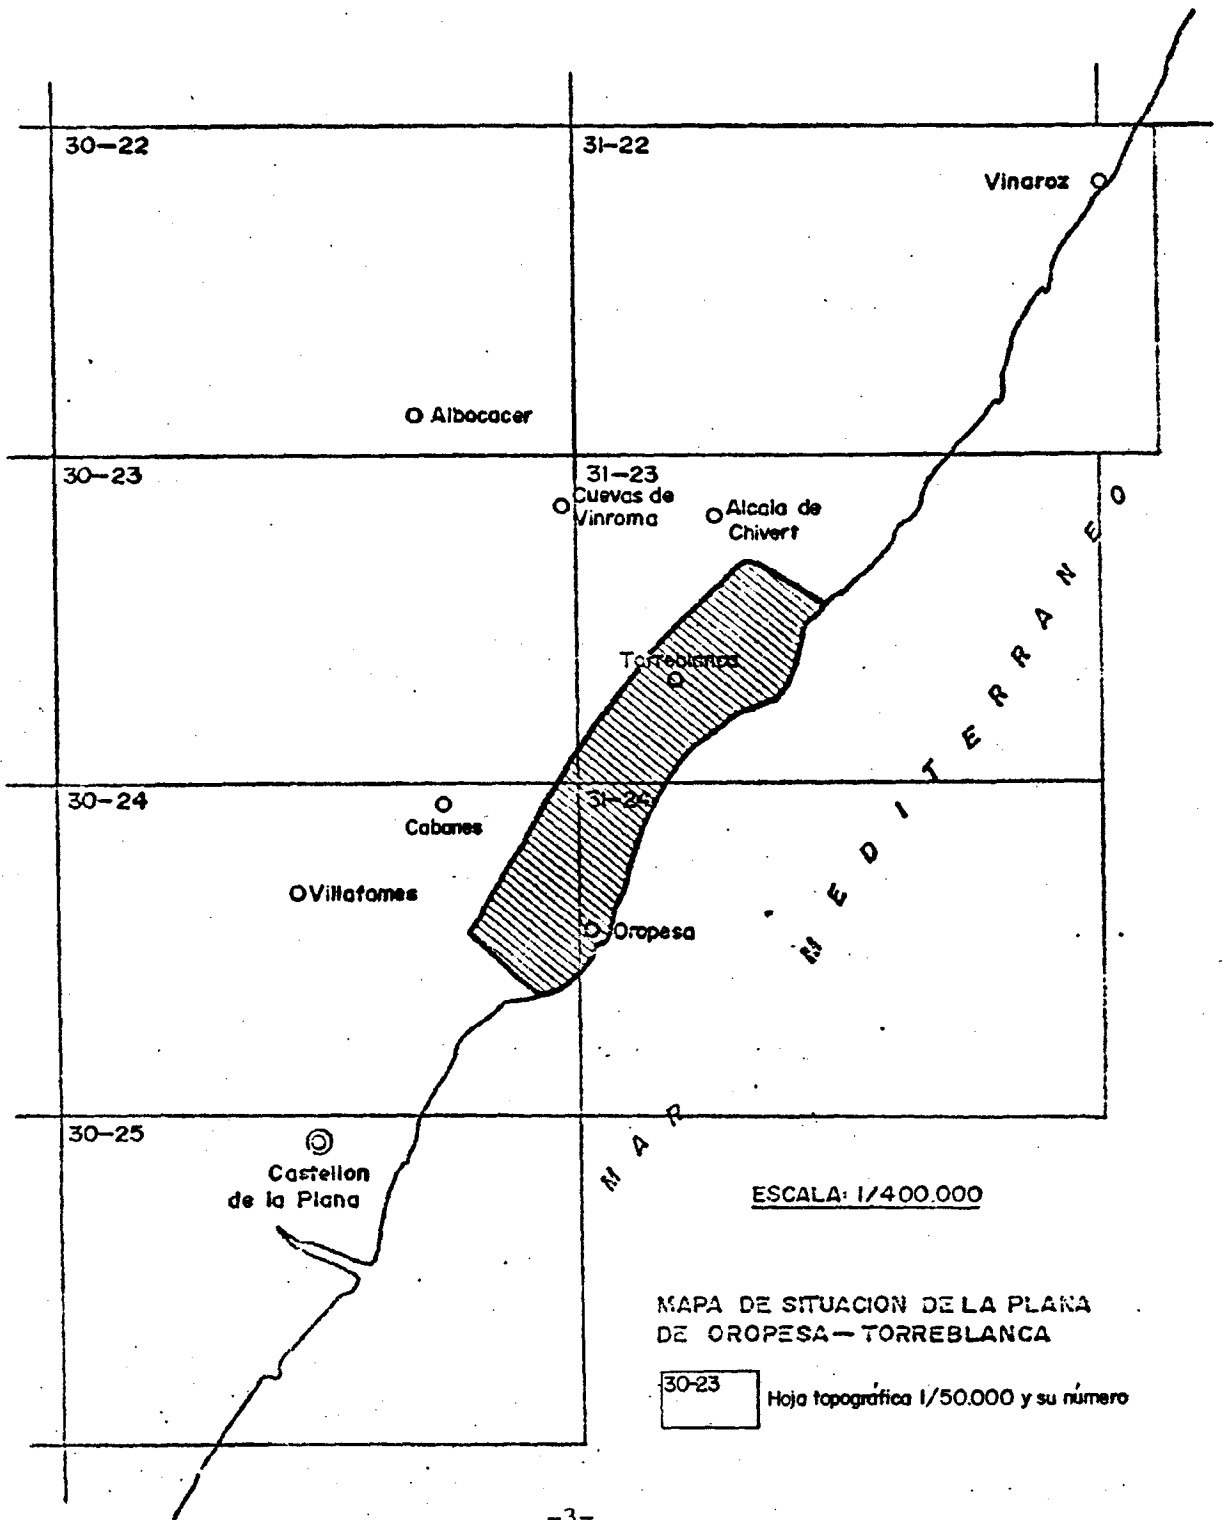 30-22
31-22
Vinaroz
Albocacer
30-23
31-23
Cuevas de
Vinroma
Alcala de
Chivert
Torreblanca
30-24
31-24
Cabanes
Villafames
Oropesa
MAR MEDITERRANEO
30-25
Castellon
de la Plana
ESCALA: 1/400.000
MAPA DE SITUACION DE LA PLANA
DE OROPESA—TORREBLANCA
30-23
Hoja topográfica 1/50.000 y su número
-3-